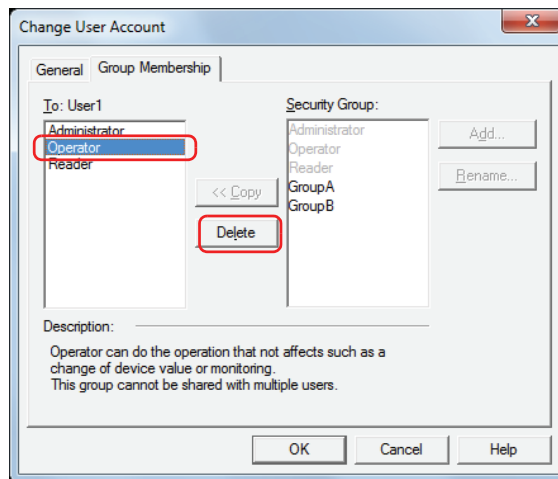 Change User Account
General
Group Membership
To: User1
Security Group:
Administrator
Operator
Reader
Administrator
Operator
Reader
GroupA
GroupB
<< Copy
Delete
Add...
Rename...
Description:
Operator can do the operation that not affects such as a
change of device value or monitoring.
This group cannot be shared with multiple users.
OK
Cancel
Help